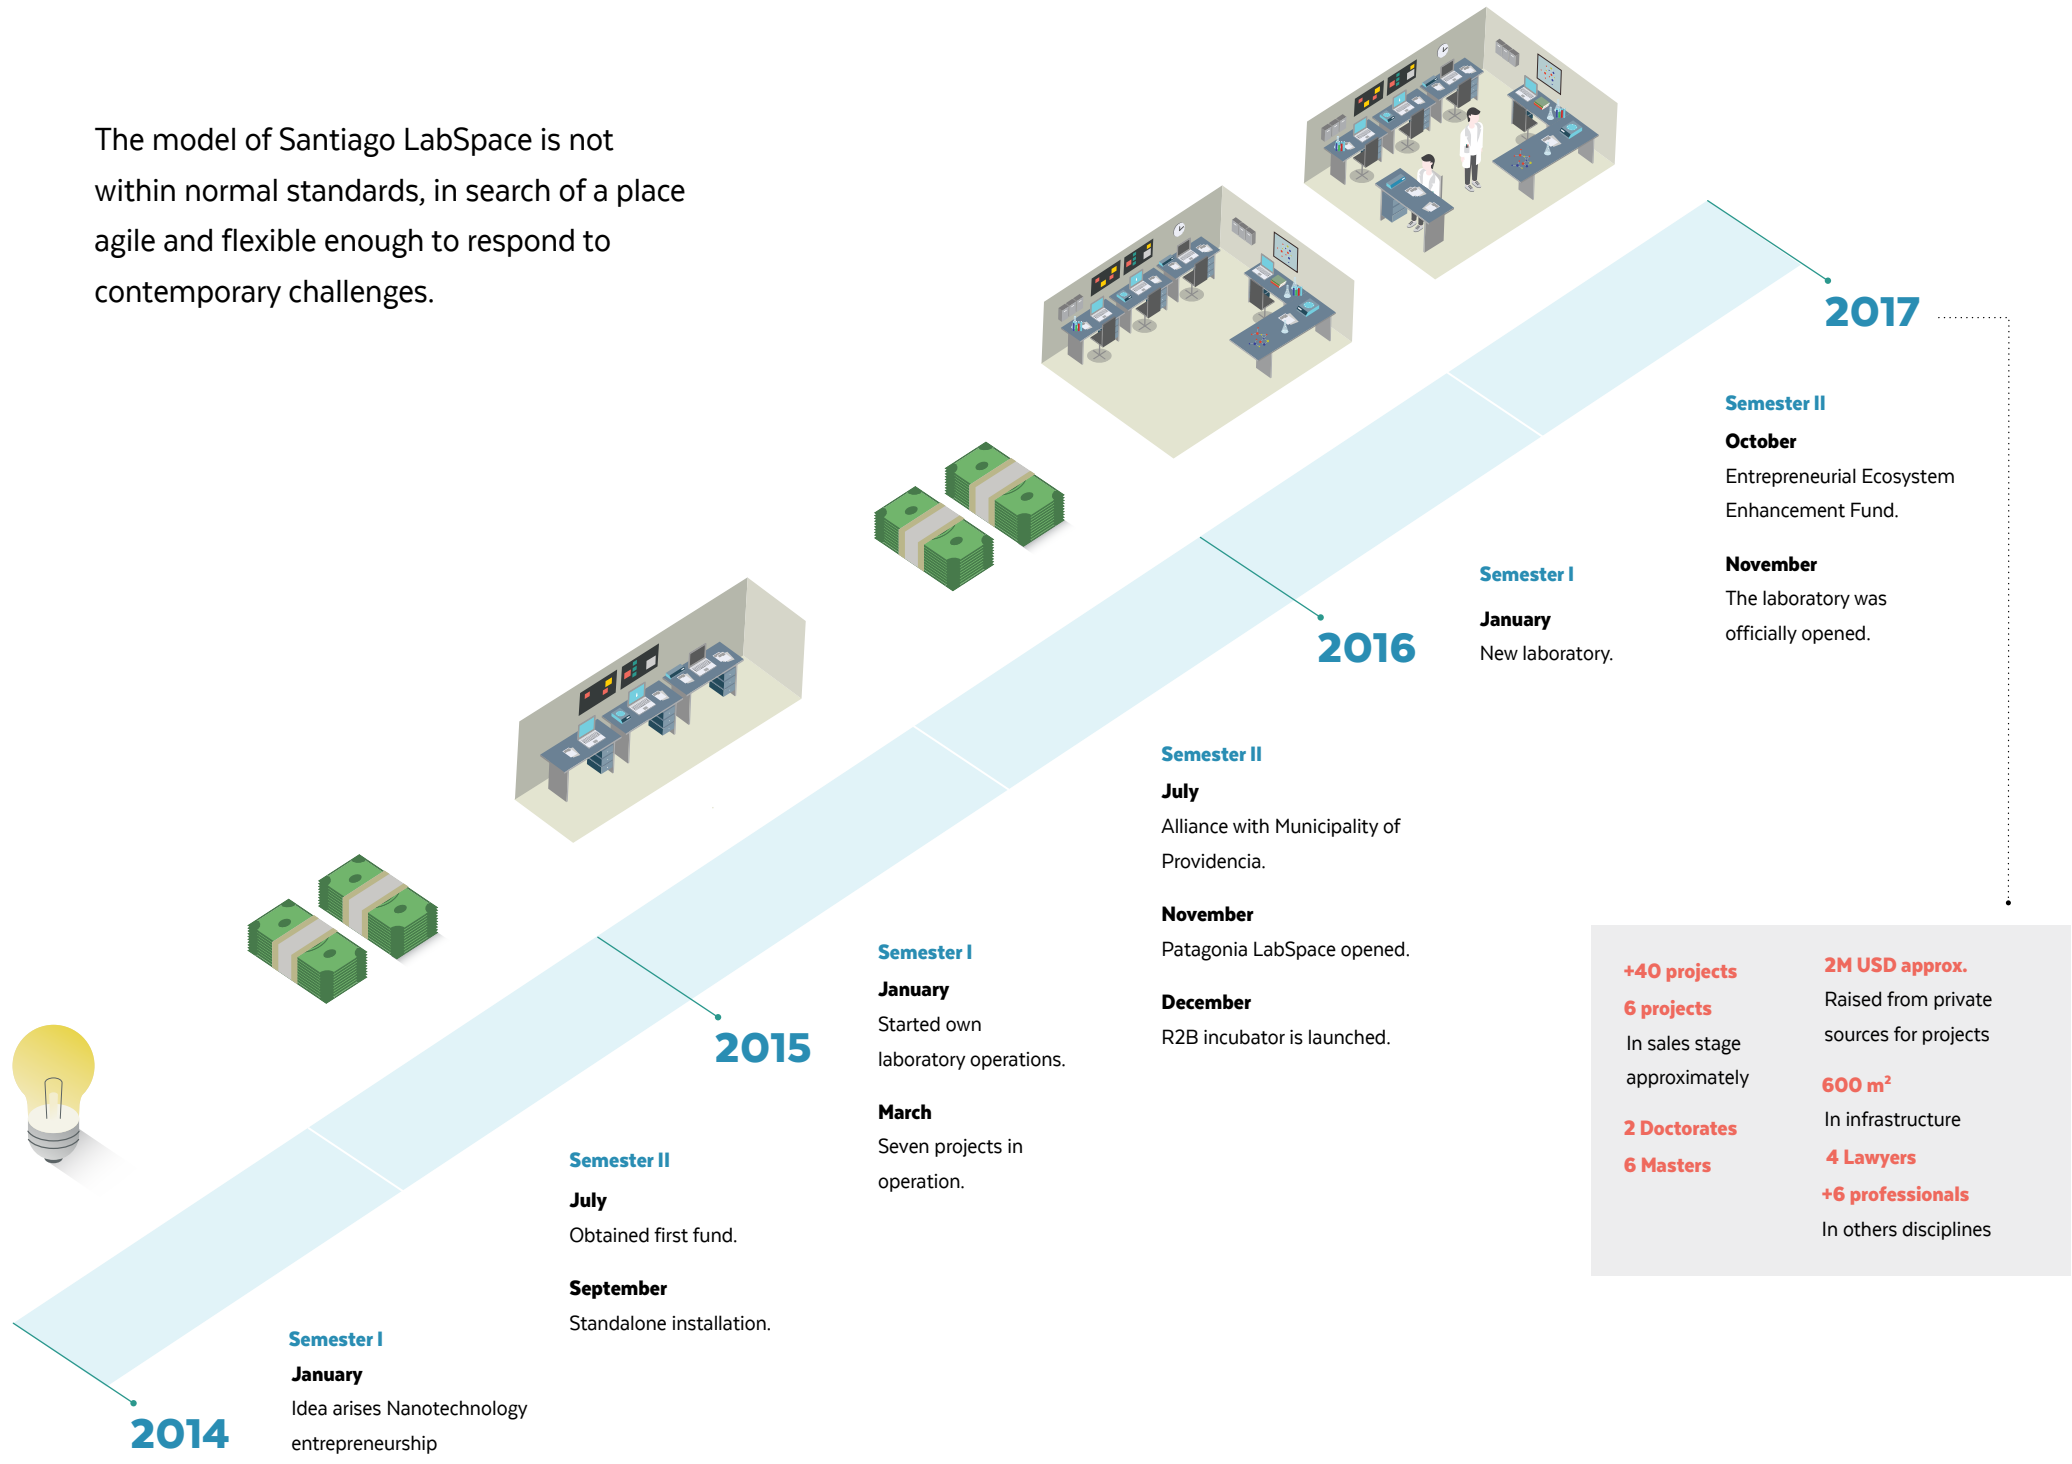 The model of Santiago LabSpace is not
within normal standards, in search of a place
agile and flexible enough to respond to
contemporary challenges.
2014
Semester I
January
Idea arises Nanotechnology
entrepreneurship
Semester II
July
Obtained first fund.
September
Standalone installation.
2015
Semester I
January
Started own
laboratory operations.
March
Seven projects in
operation.
Semester II
July
Alliance with Municipality of
Providencia.
November
Patagonia LabSpace opened.
December
R2B incubator is launched.
2016
Semester I
January
New laboratory.
Semester II
October
Entrepreneurial Ecosystem
Enhancement Fund.
November
The laboratory was
officially opened.
2017
+40 projects
6 projects
In sales stage
approximately
2 Doctorates
6 Masters
2M USD approx.
Raised from private
sources for projects
600 m²
In infrastructure
4 Lawyers
+6 professionals
In others disciplines